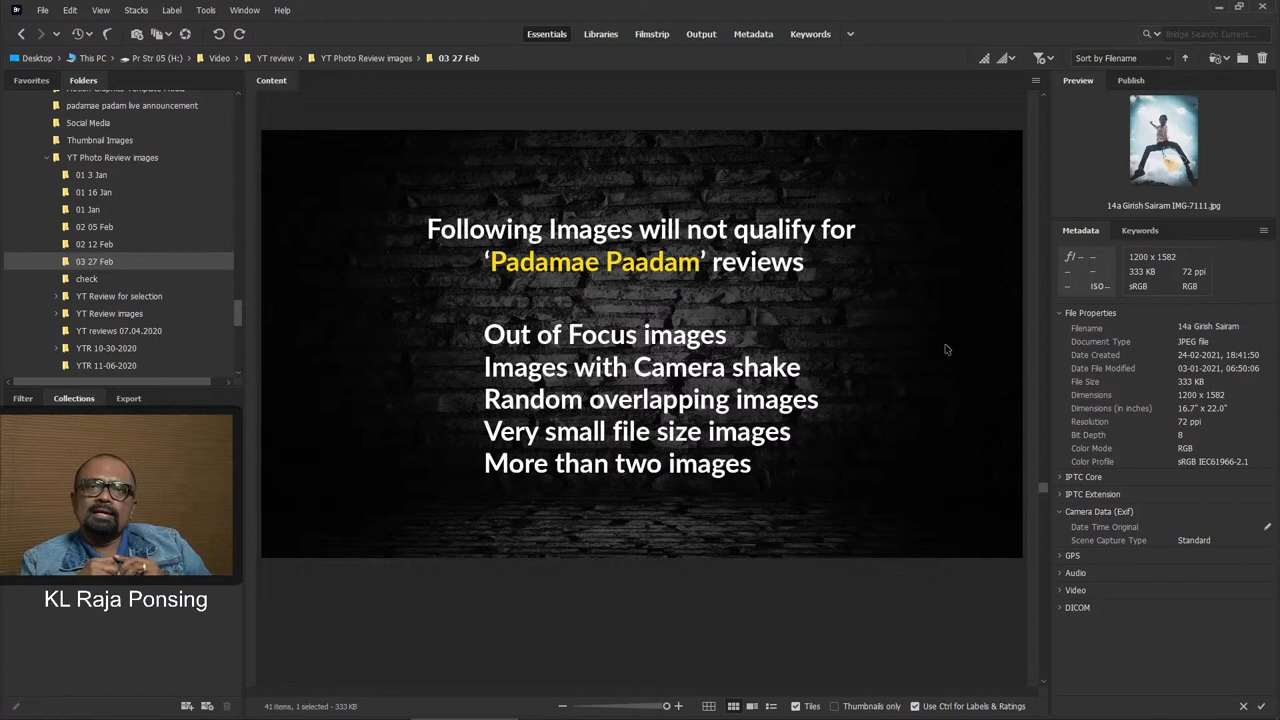 Br File Edit View Stacks Label Tools Window Help
Essentials Libraries Filmstrip Output Metadata Keywords
Bridge Search: Current...
Desktop This PC Pr Str 05 (H:) Video YT review YT Photo Review images 03 27 Feb
Sort by Filename
Favorites Folders
padamae padam live announcement
Social Media
Thumbnail Images
YT Photo Review images
01 3 Jan
01 16 Jan
01 Jan
02 05 Feb
02 12 Feb
03 27 Feb
check
YT Review for selection
YT Review images
YT reviews 07.04.2020
YTR 10-30-2020
YTR 11-06-2020
Filter Collections Export
KL Raja Ponsing
Content
Following Images will not qualify for
‘Padamae Paadam’ reviews
Out of Focus images
Images with Camera shake
Random overlapping images
Very small file size images
More than two images
41 items, 1 selected - 333 KB
Tiles Thumbnails only Use Ctrl for Labels & Ratings
Preview Publish
14a Girish Sairam IMG-7111.jpg
Metadata Keywords
ƒ/ -- --
-- --
-- ISO --
1200 x 1582
333 KB 72 ppi
sRGB RGB
File Properties
Filename 14a Girish Sairam
Document Type JPEG file
Date Created 24-02-2021, 18:41:50
Date File Modified 03-01-2021, 06:50:06
File Size 333 KB
Dimensions 1200 x 1582
Dimensions (in inches) 16.7" x 22.0"
Resolution 72 ppi
Bit Depth 8
Color Mode RGB
Color Profile sRGB IEC61966-2.1
IPTC Core
IPTC Extension
Camera Data (Exif)
Date Time Original
Scene Capture Type Standard
GPS
Audio
Video
DICOM